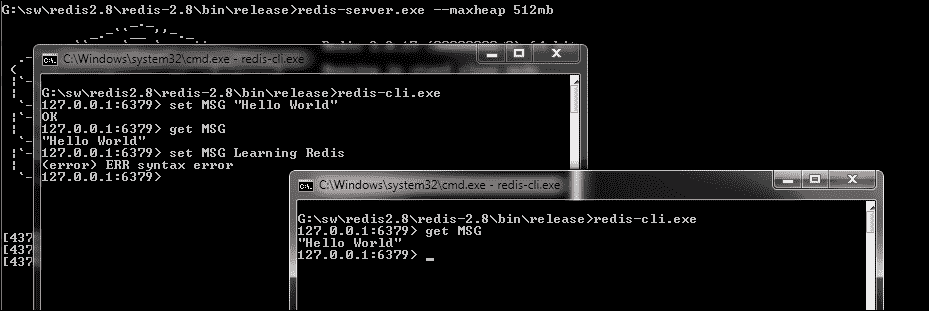 G:\sw\redis2.8\redis-2.8\bin\release>redis-server.exe --maxheap 512mb
C:\Windows\system32\cmd.exe - redis-cli.exe
G:\sw\redis2.8\redis-2.8\bin\release>redis-cli.exe
127.0.0.1:6379> set MSG "Hello World"
OK
127.0.0.1:6379> get MSG
"Hello World"
127.0.0.1:6379> set MSG Learning Redis
(error) ERR syntax error
127.0.0.1:6379>
[437
[437
[437
C:\Windows\system32\cmd.exe - redis-cli.exe
G:\sw\redis2.8\redis-2.8\bin\release>redis-cli.exe
127.0.0.1:6379> get MSG
"Hello World"
127.0.0.1:6379> _